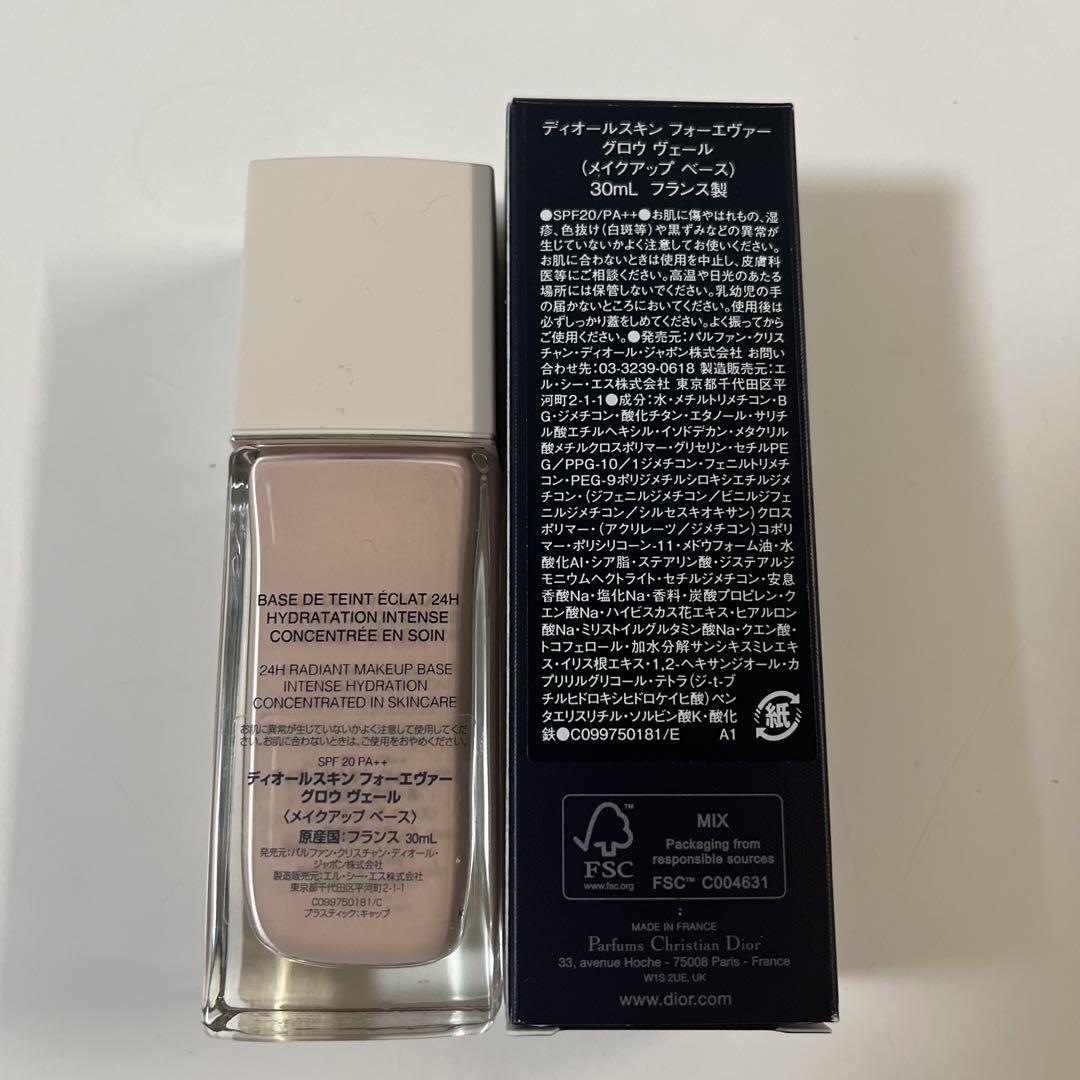 BASE DE TEINT ÉCLAT 24H
HYDRATATION INTENSE
CONCENTRÉE EN SOIN
24H RADIANT MAKEUP BASE
INTENSE HYDRATION
CONCENTRATED IN SKINCARE
お肌に異常が生じていないかよく注意して使用してくだ
さい。お肌に合わないときは、ご使用をおやめください。
SPF 20 PA++
ディオールスキン フォーエヴァー
グロウ ヴェール
〈メイクアップ ベース〉
原産国:フランス 30mL
発売元:パルファン・クリスチャン・ディオール・
ジャポン株式会社
製造販売元:エル・シー・エス株式会社
東京都千代田区平河町2-1-1
C099750181/C
プラスティック:キャップ
ディオールスキン フォーエヴァー
グロウ ヴェール
(メイクアップ ベース)
30mL フランス製
●SPF20/PA++●お肌に傷やはれもの、湿
疹、色抜け(白斑等)や黒ずみなどの異常が
生じていないかよく注意してお使いください。
お肌に合わないときは使用を中止し、皮膚科
医等にご相談ください。高温や日光のあたる
場所には保管しないでください。乳幼児の手
の届かないところにおいてください。使用後は
必ずしっかり蓋をしめてください。よく振ってから
ご使用ください。●発売元:パルファン・クリス
チャン・ディオール・ジャポン株式会社 お問い
合わせ先:03-3239-0618 製造販売元:エ
ル・シー・エス株式会社 東京都千代田区平
河町2-1-1●成分:水・メチルトリメチコン・B
G・ジメチコン・酸化チタン・エタノール・サリチ
ル酸エチルヘキシル・イソドデカン・メタクリル
酸メチルクロスポリマー・グリセリン・セチルPE
G/PPG-10/1ジメチコン・フェニルトリメチ
コン・PEG-9ポリジメチルシロキシエチルジメ
チコン・(ジフェニルジメチコン/ビニルジフェ
ニルジメチコン/シルセスキオキサン)クロス
ポリマー・(アクリレーツ/ジメチコン)コポリ
マー・ポリシリコーン-11・メドウフォーム油・水
酸化Al・シア脂・ステアリン酸・ジステアルジ
モニウムヘクトライト・セチルジメチコン・安息
香酸Na・塩化Na・香料・炭酸プロピレン・ク
エン酸Na・ハイビスカス花エキス・ヒアルロン
酸Na・ミリストイルグルタミン酸Na・クエン酸・
トコフェロール・加水分解サンシキスミレエキ
ス・イリス根エキス・1,2-ヘキサンジオール・カ
プリリルグリコール・テトラ(ジ-t-ブ
チルヒドロキシヒドロケイヒ酸)ペン
タエリスリチル・ソルビン酸K・酸化
鉄●C099750181/E A1
紙
FSC
www.fsc.org
MIX
Packaging from
responsible sources
FSC™ C004631
MADE IN FRANCE
Parfums Christian Dior
33, avenue Hoche - 75008 Paris - France
W1S 2UE, UK
www.dior.com